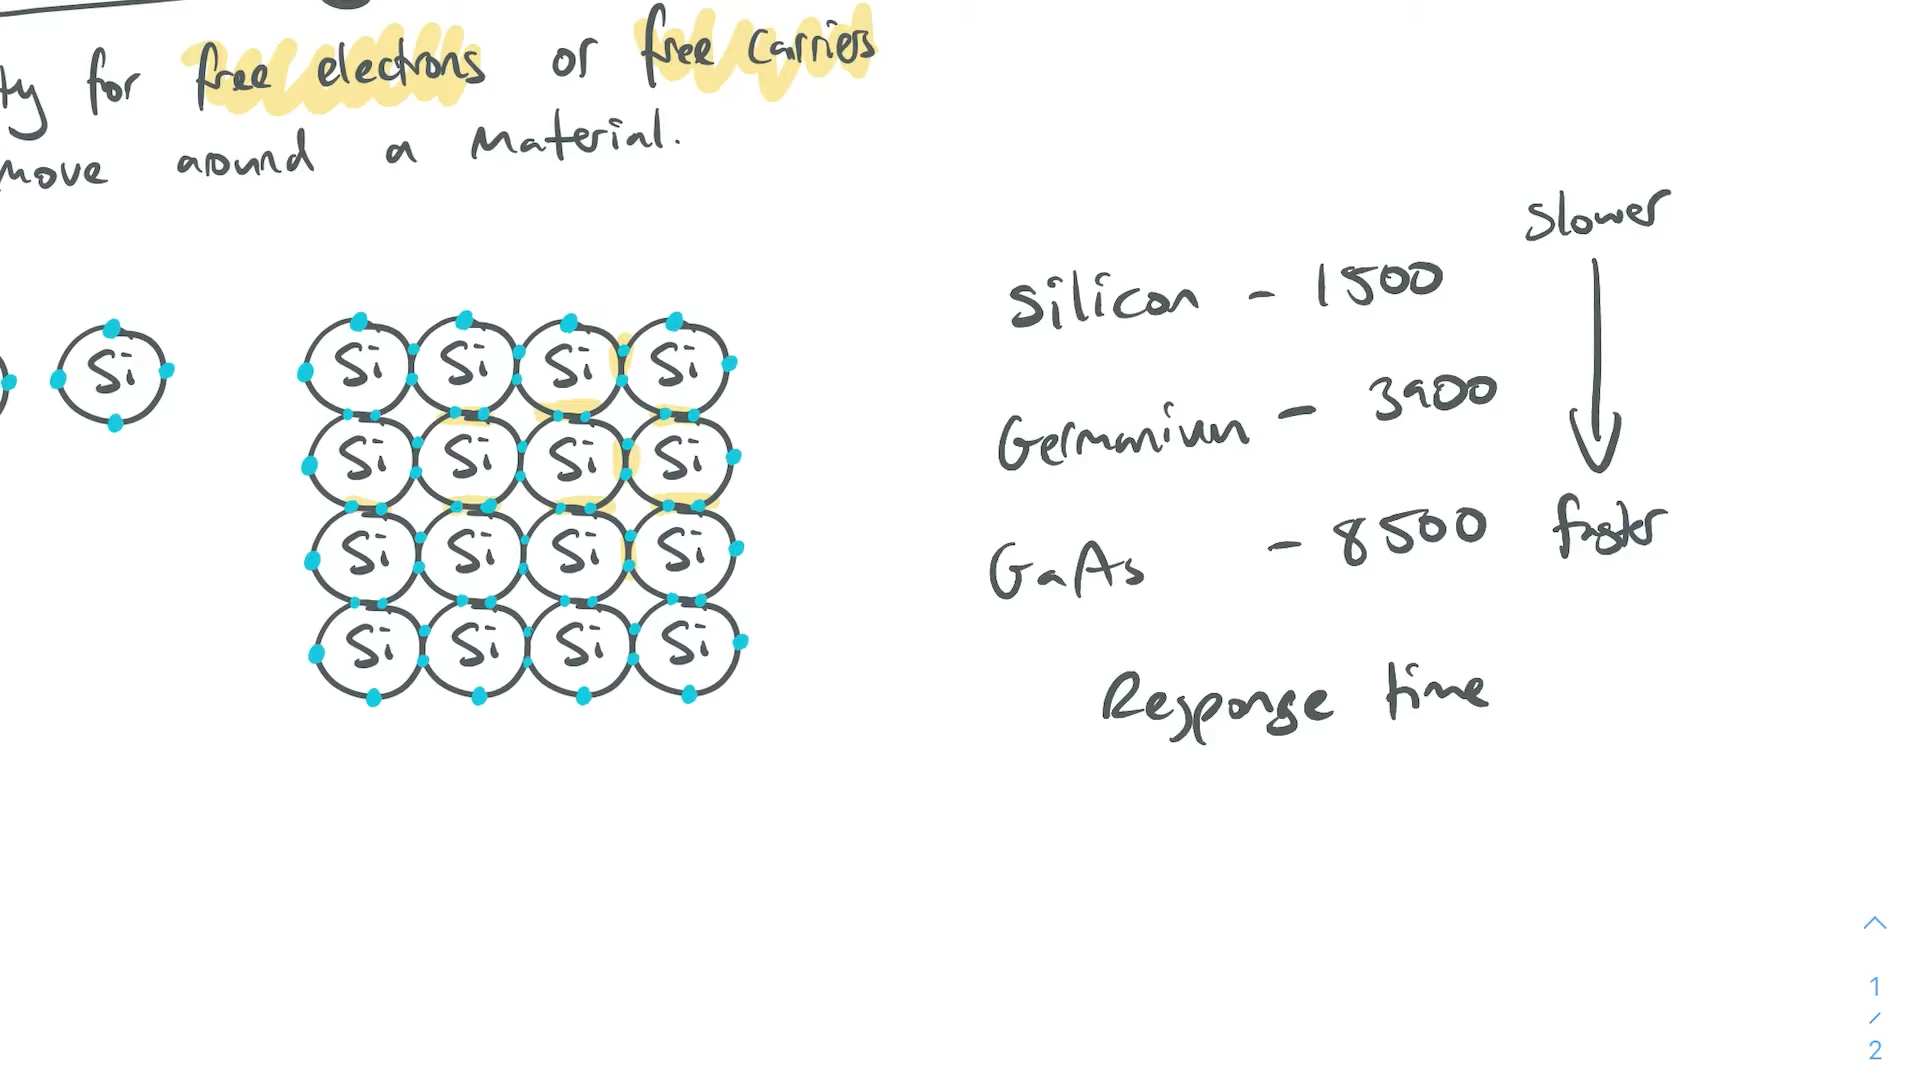 ty for free electrons or free carriers
move around a material.
Slower
Silicon - 1500
Germanium - 3900
GaAs - 8500 faster
Response time
Si
Si Si Si Si
Si Si Si Si
Si Si Si Si
Si Si Si Si
1
/
2